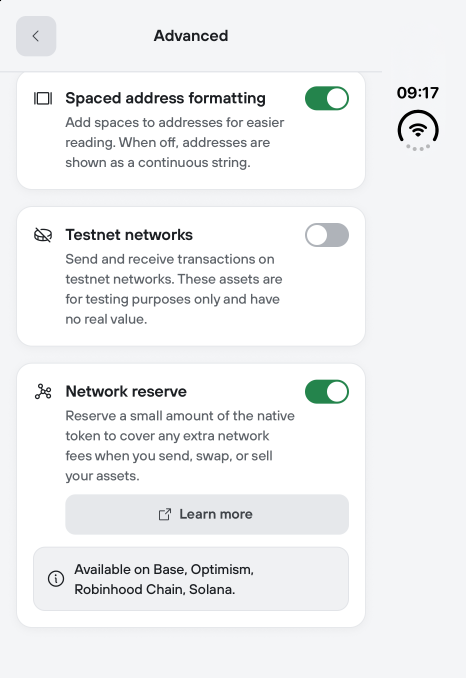 Advanced
09:17
Spaced address formatting
Add spaces to addresses for easier
reading. When off, addresses are
shown as a continuous string.
Testnet networks
Send and receive transactions on
testnet networks. These assets are
for testing purposes only and have
no real value.
Network reserve
Reserve a small amount of the native
token to cover any extra network
fees when you send, swap, or sell
your assets.
Learn more
Available on Base, Optimism,
Robinhood Chain, Solana.